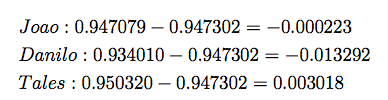 Joao : 0.947079 − 0.947302 = −0.000223
Danilo : 0.934010 − 0.947302 = −0.013292
Tales : 0.950320 − 0.947302 = 0.003018